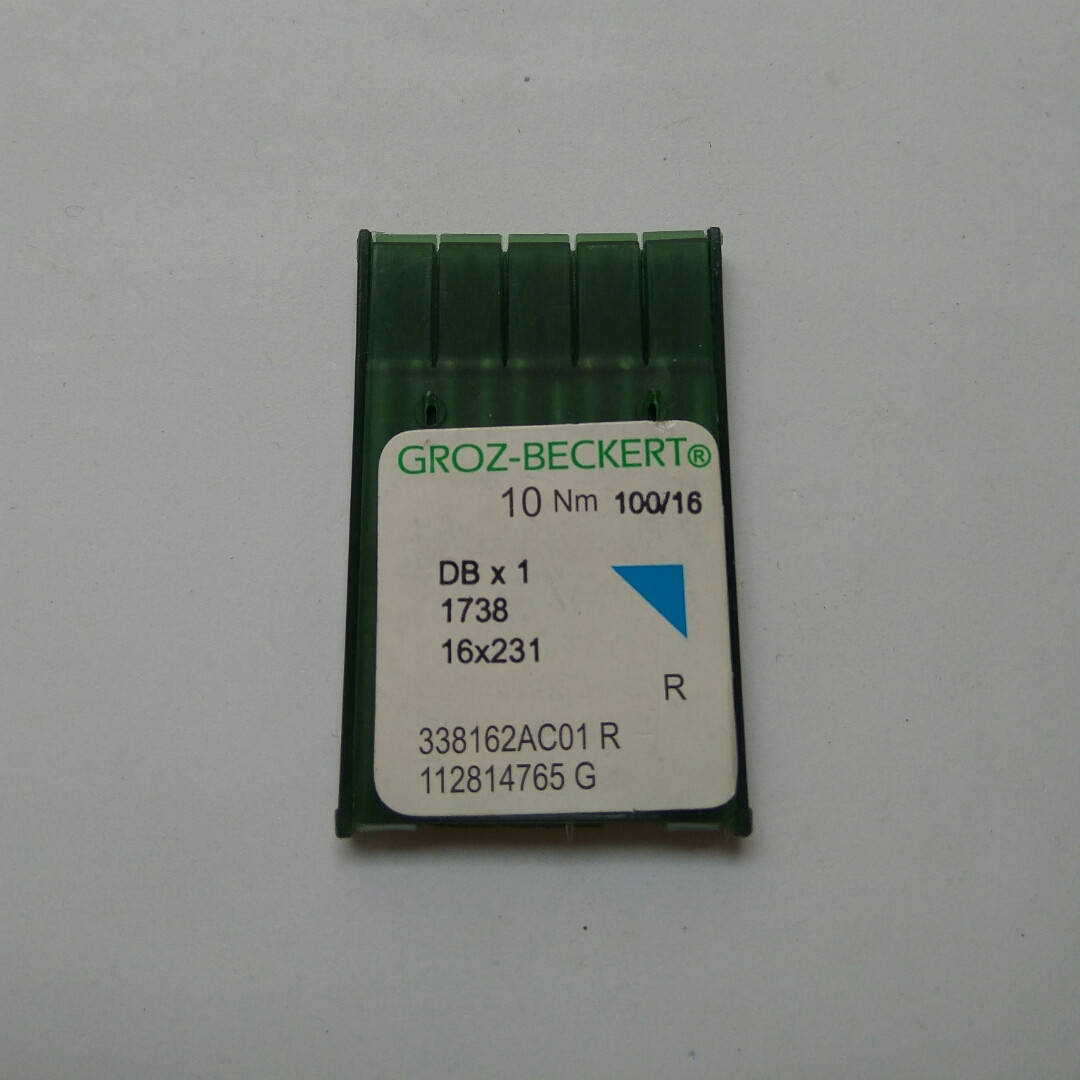 GROZ-BECKERT®
10 Nm 100/16
DB x 1
1738
16x231
R
338162AC01 R
112814765 G